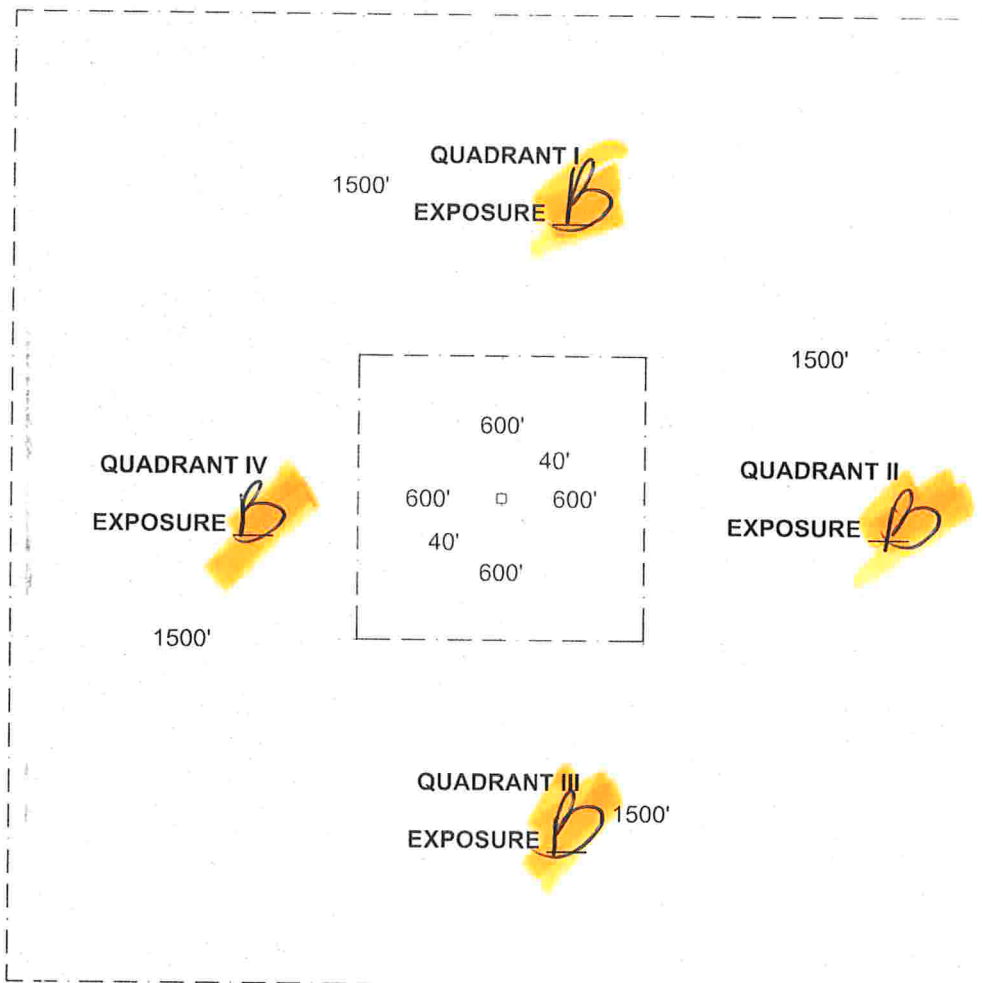 QUADRANT I
1500'
EXPOSURE B
1500'
600'
40'
QUADRANT IV
QUADRANT II
600'
600'
EXPOSURE B
EXPOSURE B
40'
600'
1500'
QUADRANT III
1500'
EXPOSURE B